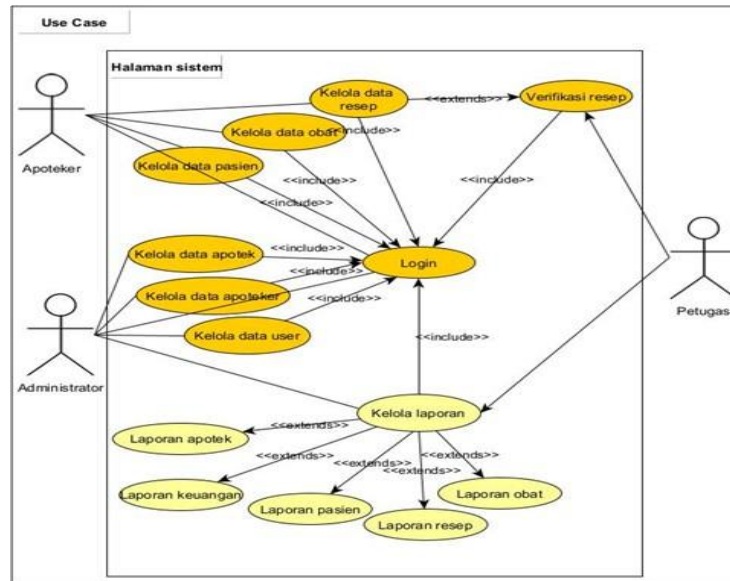 Use Case
Halaman sistem
Kelola data
resep
<<extends>>
Verifikasi resep
Kelola data obat
<<include>>
Apoteker
Kelola data pasien
<<include>>
<<include>>
<<include>>
Kelola data apotek
<<include>>
Login
<<include>>
Kelola data apoteker
<<include>>
Petugas
Kelola data user
<<include>>
Administrator
Kelola laporan
Laporan apotek
<<extends>>
<<extends>>
<<extends>>
<<extends>>
<<extends>>
Laporan keuangan
Laporan pasien
Laporan obat
Laporan resep